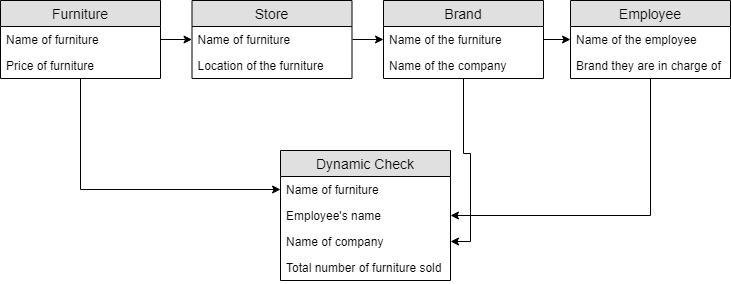 Furniture
Name of furniture
Price of furniture
Store
Name of furniture
Location of the furniture
Brand
Name of the furniture
Name of the company
Employee
Name of the employee
Brand they are in charge of
Dynamic Check
Name of furniture
Employee's name
Name of company
Total number of furniture sold